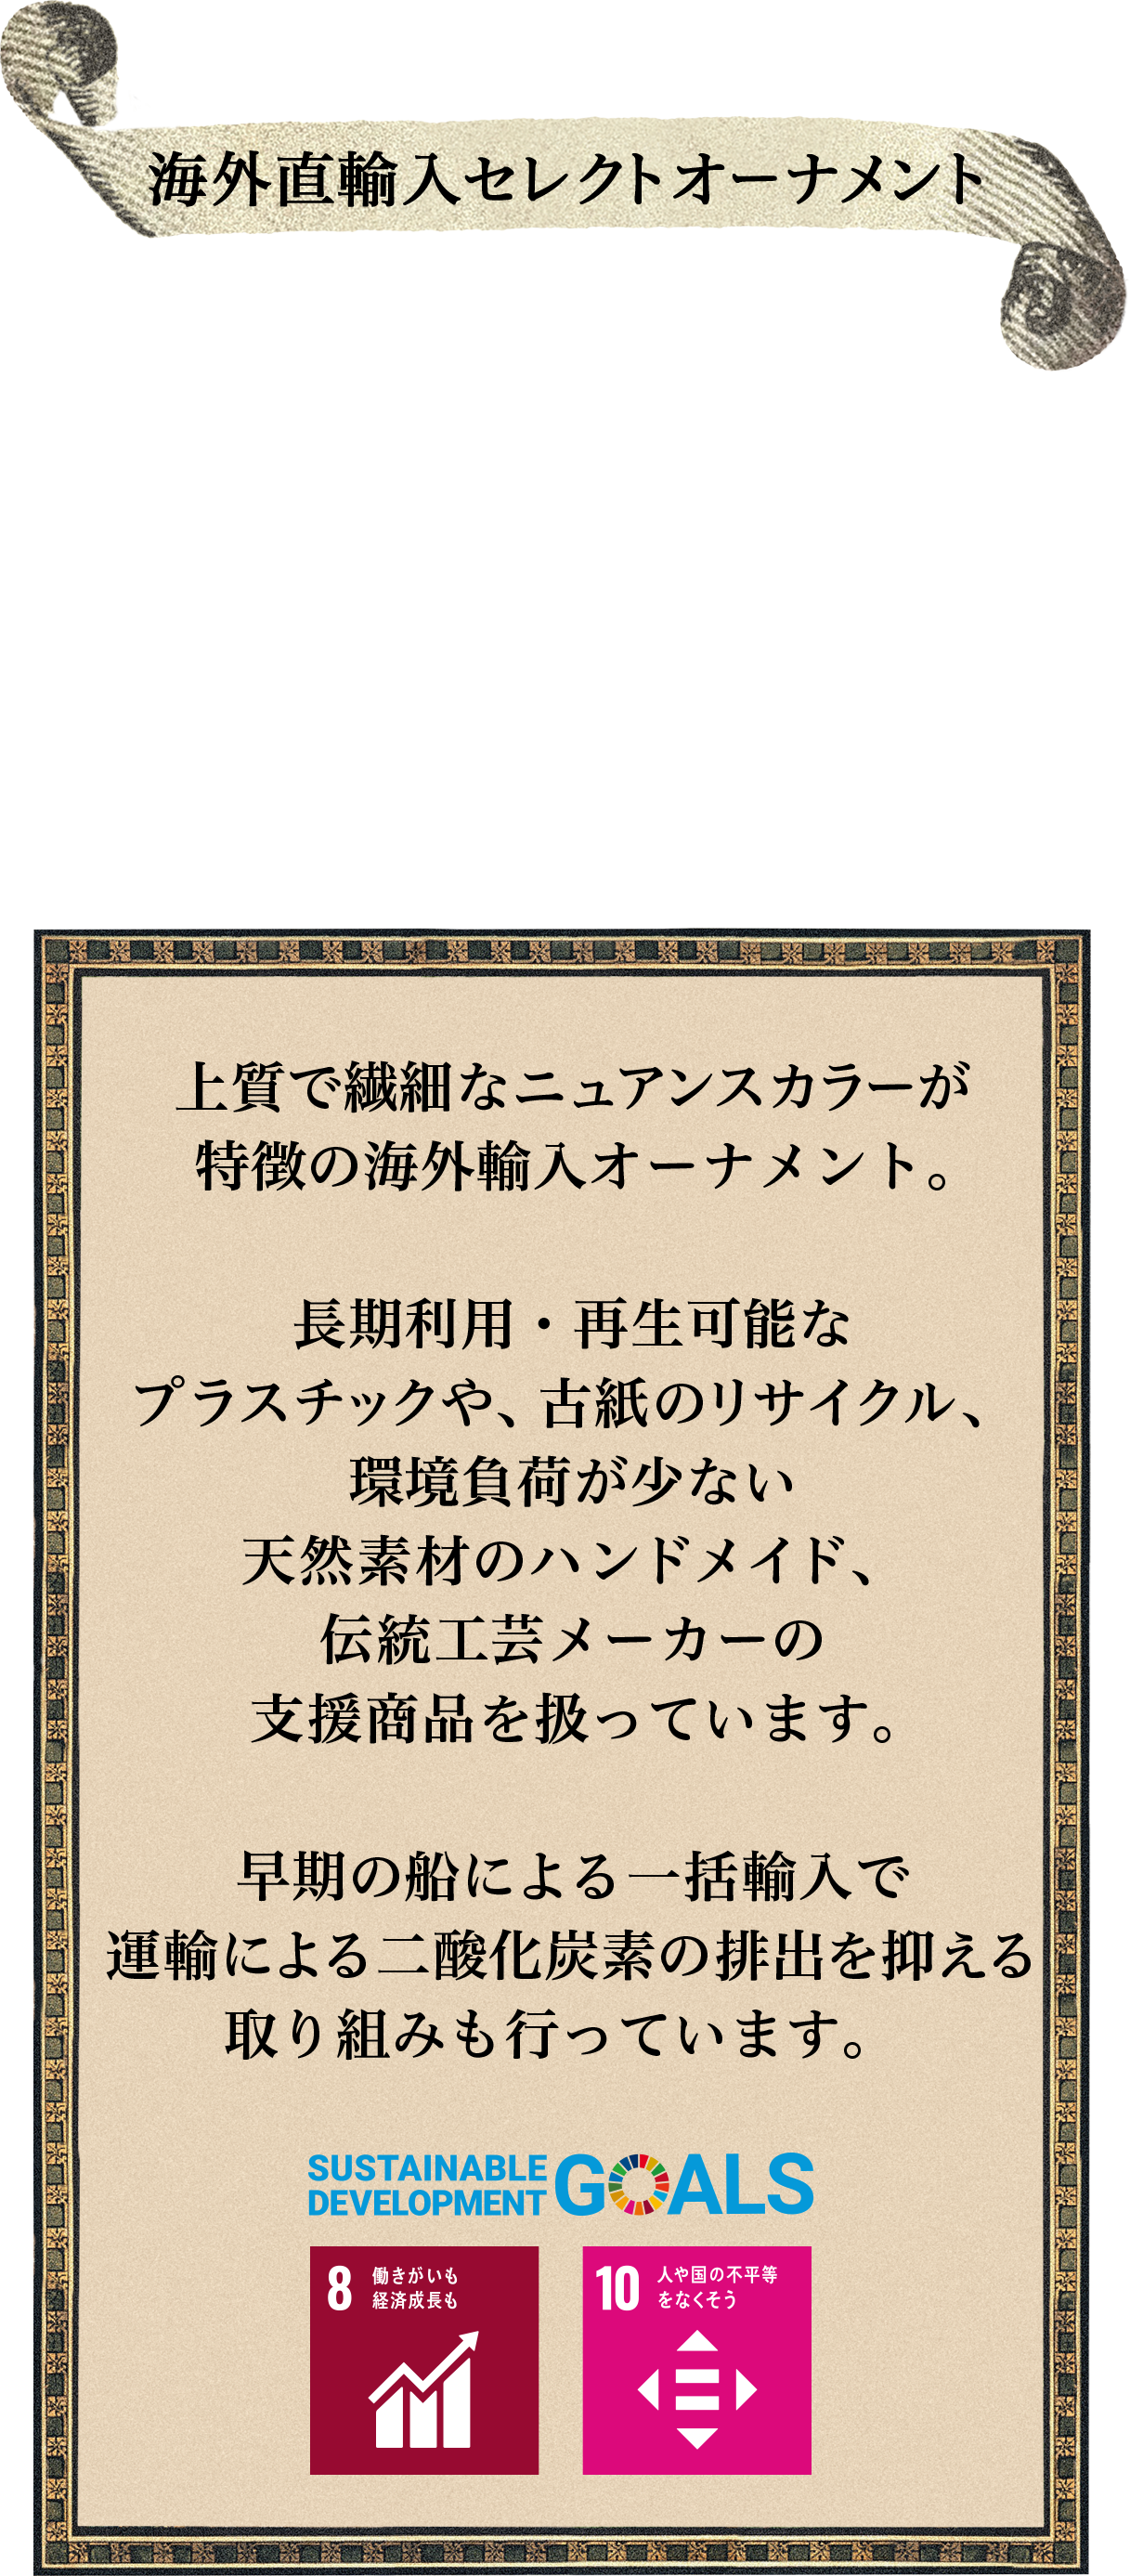 海外直輸入セレクトオーナメント
上質で繊細なニュアンスカラーが
特徴の海外輸入オーナメント。
長期利用・再生可能な
プラスチックや、古紙のリサイクル、
環境負荷が少ない
天然素材のハンドメイド、
伝統工芸メーカーの
支援商品を扱っています。
早期の船による一括輸入で
運輸による二酸化炭素の排出を抑える
取り組みも行っています。
SUSTAINABLE
DEVELOPMENT GOALS
8 働きがいも
経済成長も
10 人や国の不平等
をなくそう